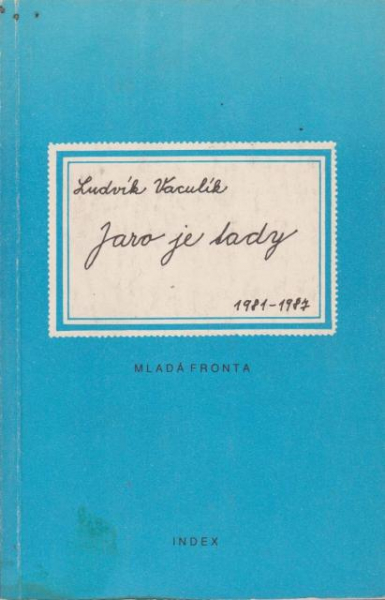 Ludvík Vaculík
Jaro je tady
1981-1987
MLADÁ FRONTA
INDEX